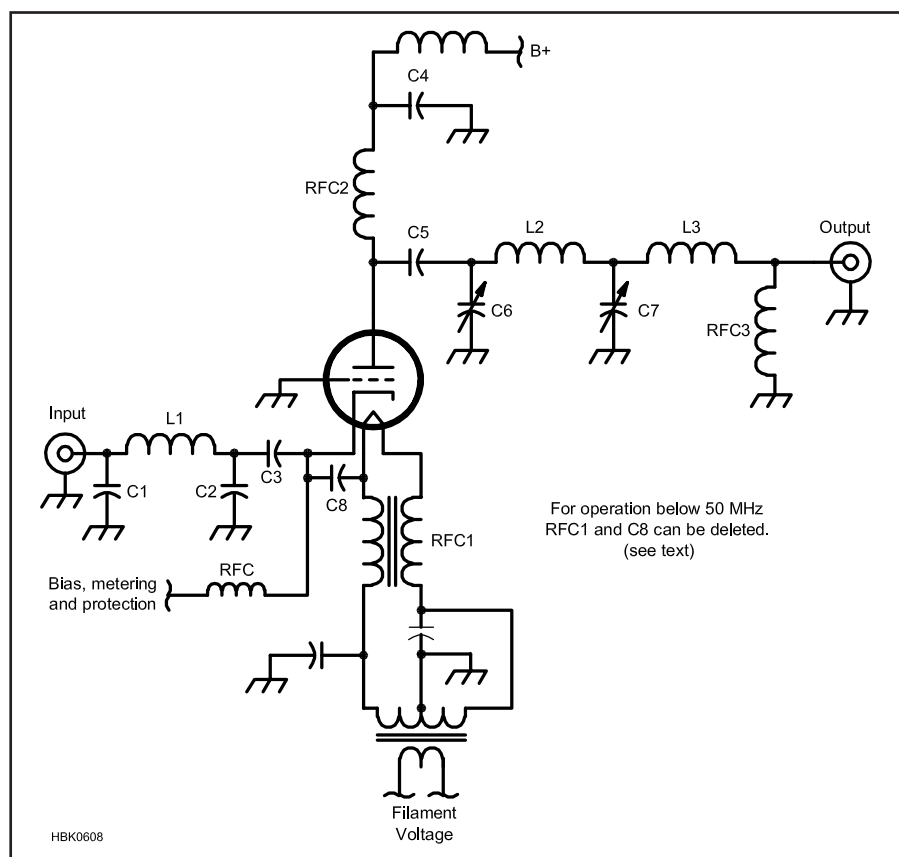 B+
C4
RFC2
C5
L2
L3
Output
C6
C7
RFC3
Input
L1
C3
C1
C2
C8
RFC1
For operation below 50 MHz
RFC1 and C8 can be deleted.
(see text)
RFC
Bias, metering
and protection
Filament
Voltage
HBK0608